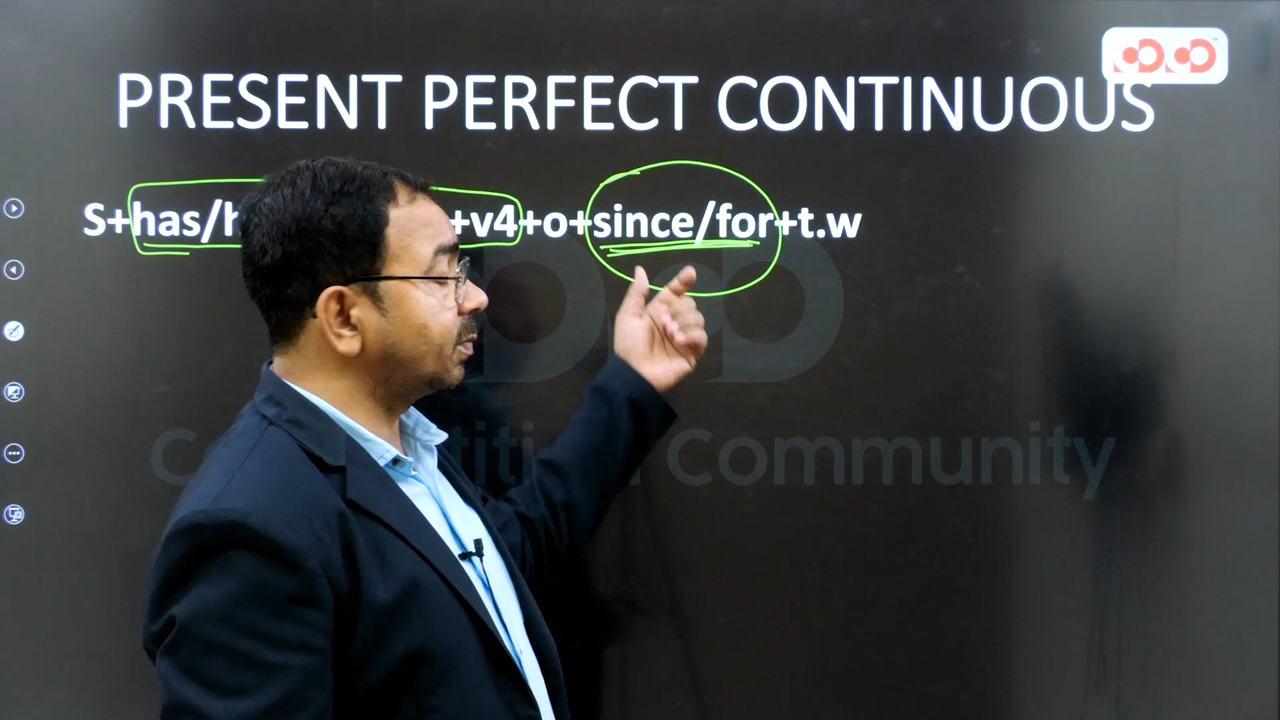 PRESENT PERFECT CONTINUOUS
S+has/h +v4+o+since/for+t.w
Community